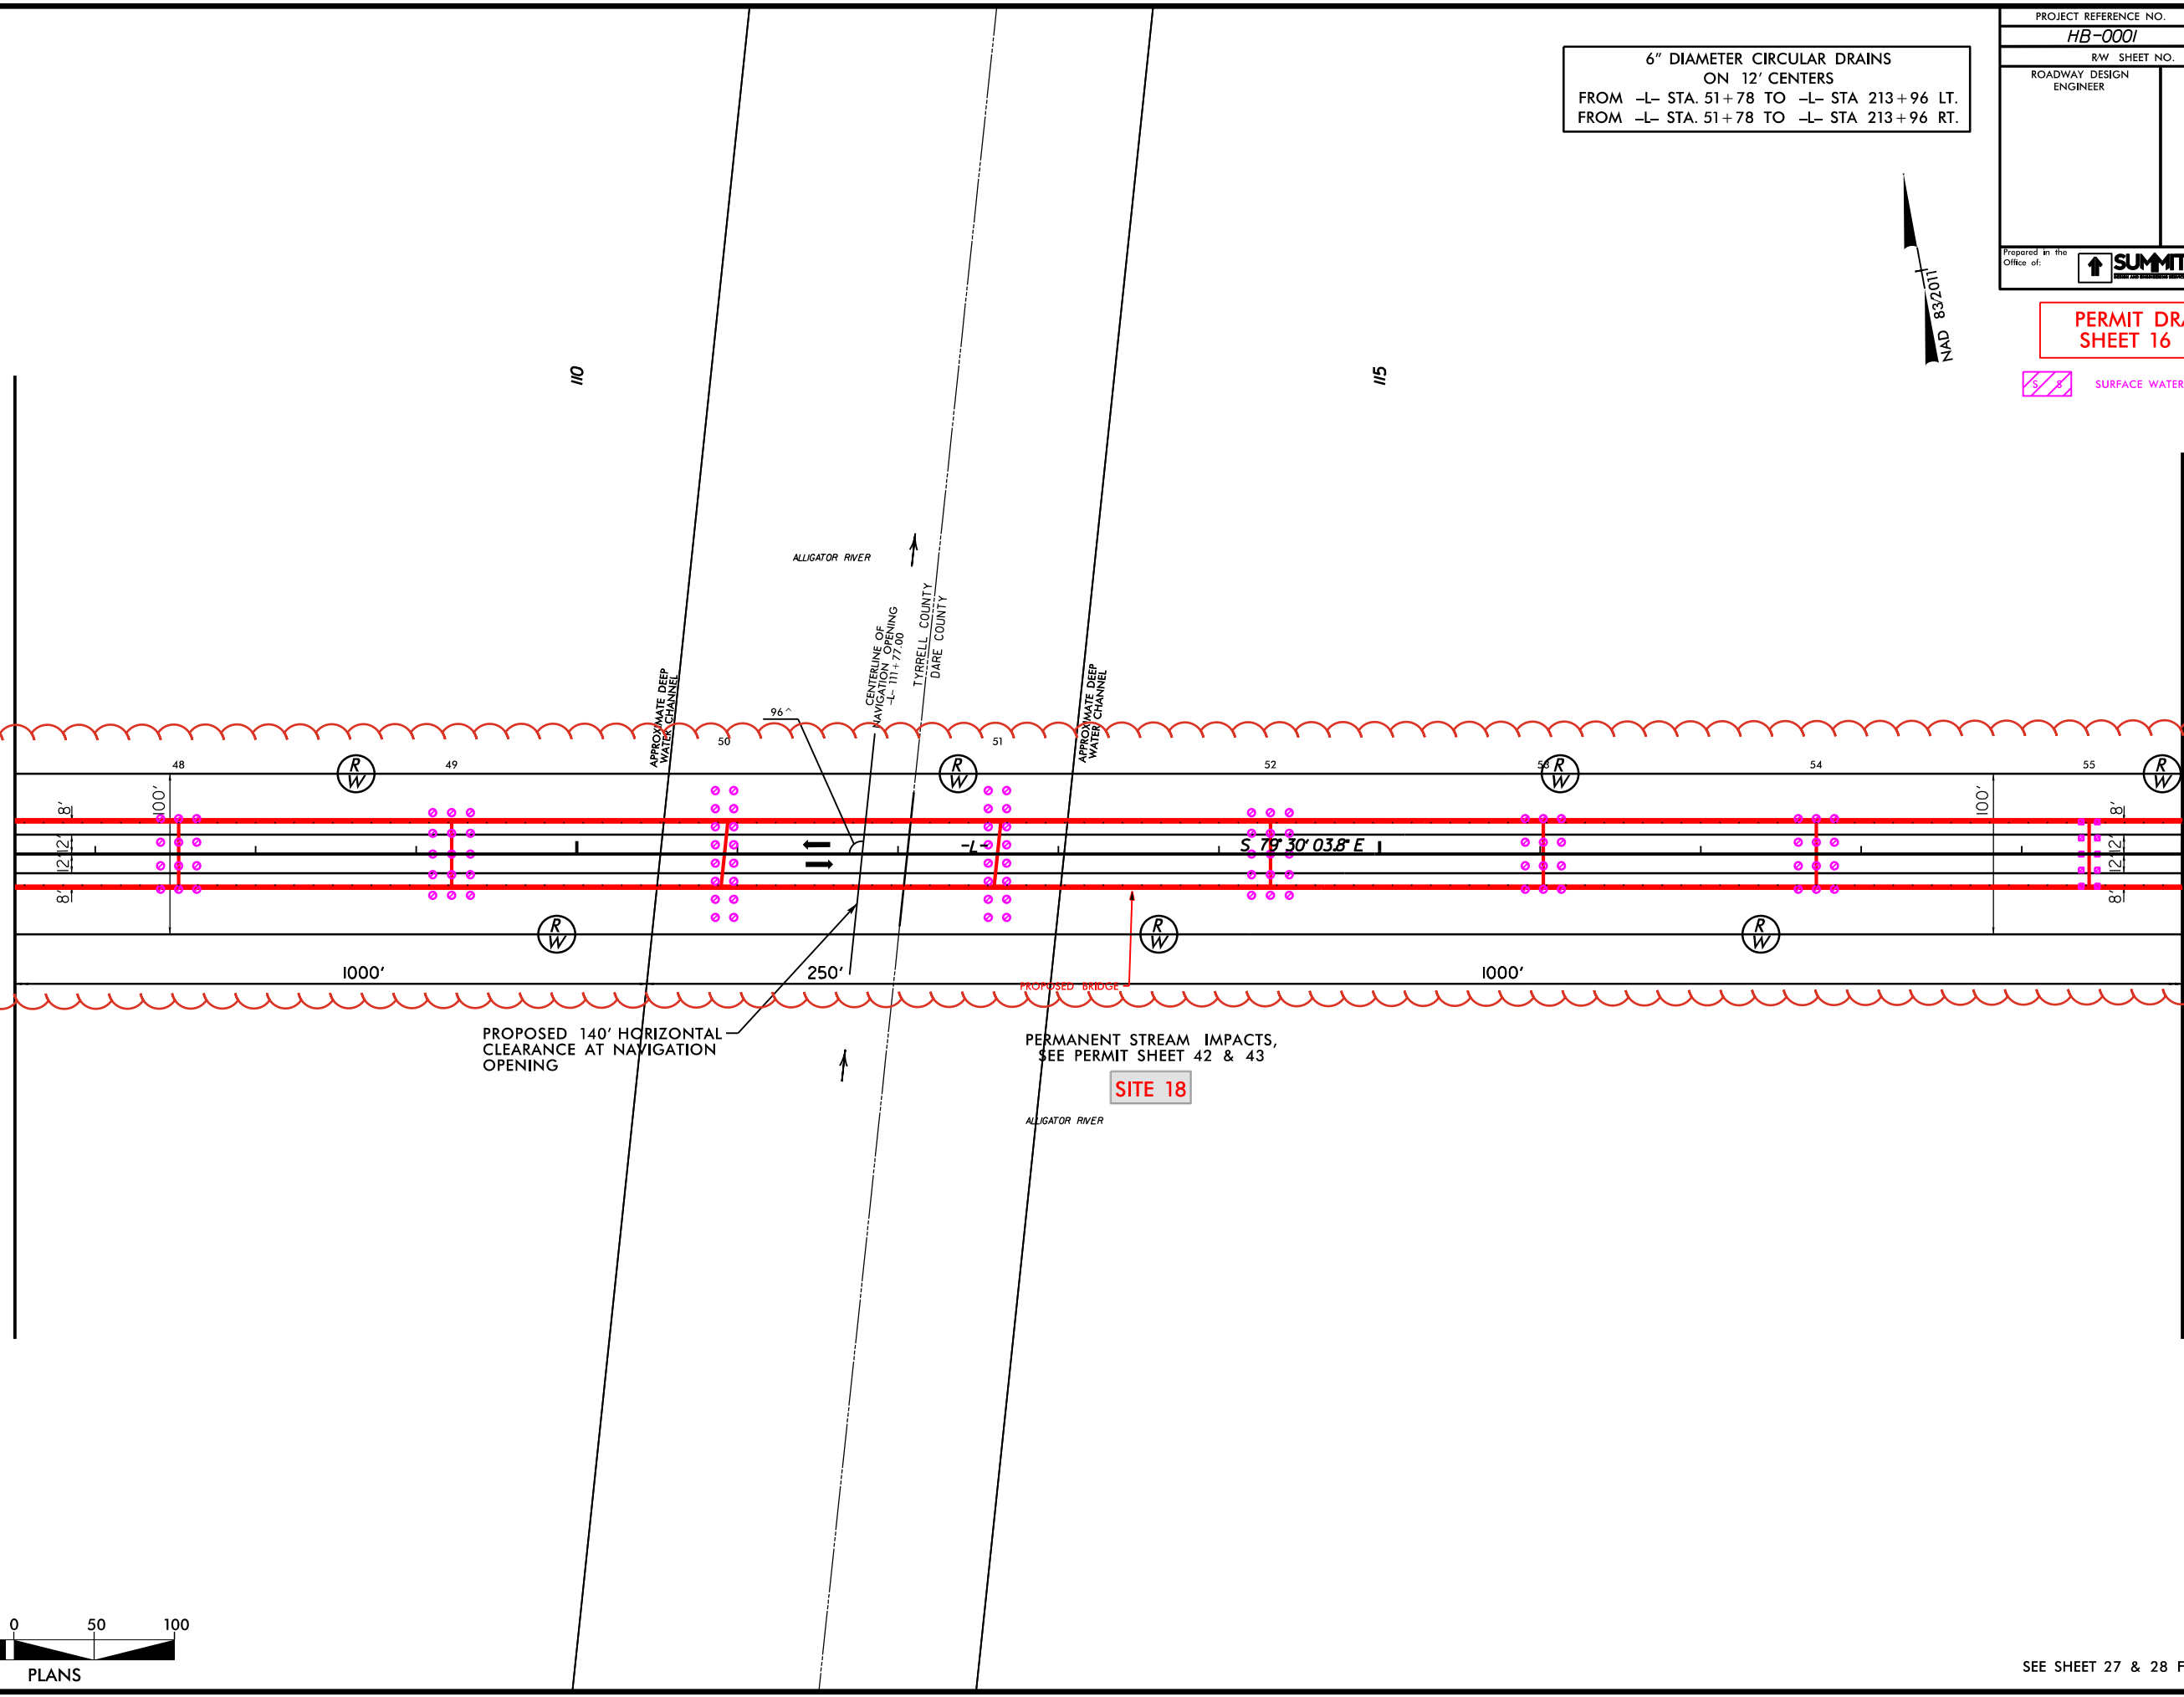 PROJECT REFERENCE NO.
HB-0001
R/W SHEET NO.
ROADWAY DESIGN
ENGINEER
Prepared in the
Office of:
SUMMIT
6" DIAMETER CIRCULAR DRAINS
ON 12' CENTERS
FROM -L- STA. 51+78 TO -L- STA 213+96 LT.
FROM -L- STA. 51+78 TO -L- STA 213+96 RT.
NAD 83/2011
PERMIT DRA
SHEET 16
S S
SURFACE WATER
110
115
ALLIGATOR RIVER
CENTERLINE OF
NAVIGATION OPENING
-L- 111+77.00
TYRRELL COUNTY
DARE COUNTY
APPROXIMATE DEEP
WATER CHANNEL
APPROXIMATE DEEP
WATER CHANNEL
96^
48
49
50
51
52
53
54
55
R
W
R
W
R
W
R
W
8'
12'
12'
8'
100'
-L-
S 79° 30' 03.8" E
100'
8'
12'
12'
8'
R
W
R
W
R
W
1000'
250'
1000'
PROPOSED BRIDGE
PROPOSED 140' HORIZONTAL
CLEARANCE AT NAVIGATION
OPENING
PERMANENT STREAM IMPACTS,
SEE PERMIT SHEET 42 & 43
SITE 18
ALLIGATOR RIVER
0 50 100
PLANS
SEE SHEET 27 & 28 F